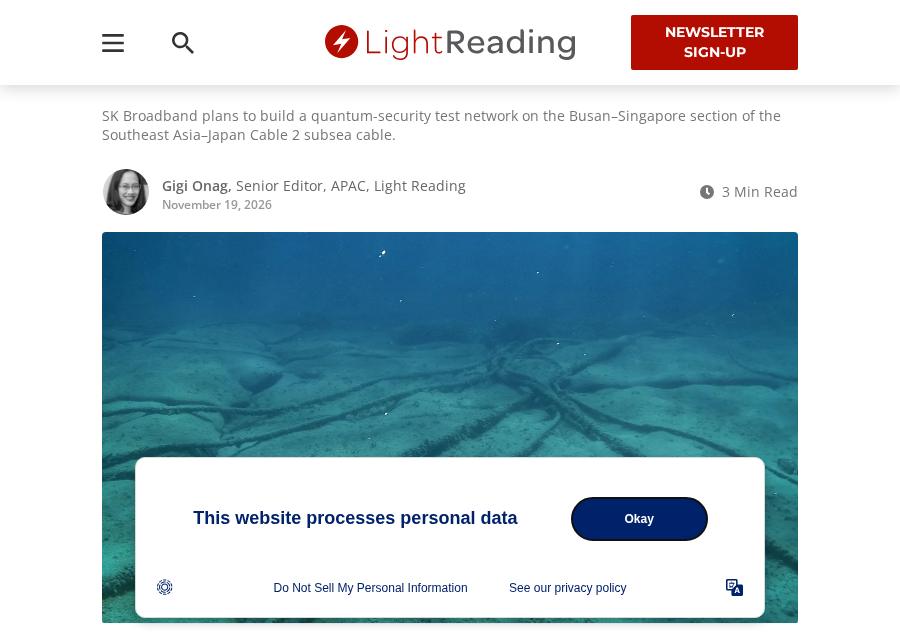 LightReading
NEWSLETTER
SIGN-UP
SK Broadband plans to build a quantum-security test network on the Busan–Singapore section of the
Southeast Asia–Japan Cable 2 subsea cable.
Gigi Onag, Senior Editor, APAC, Light Reading
November 19, 2026
3 Min Read
This website processes personal data
Okay
Do Not Sell My Personal Information
See our privacy policy